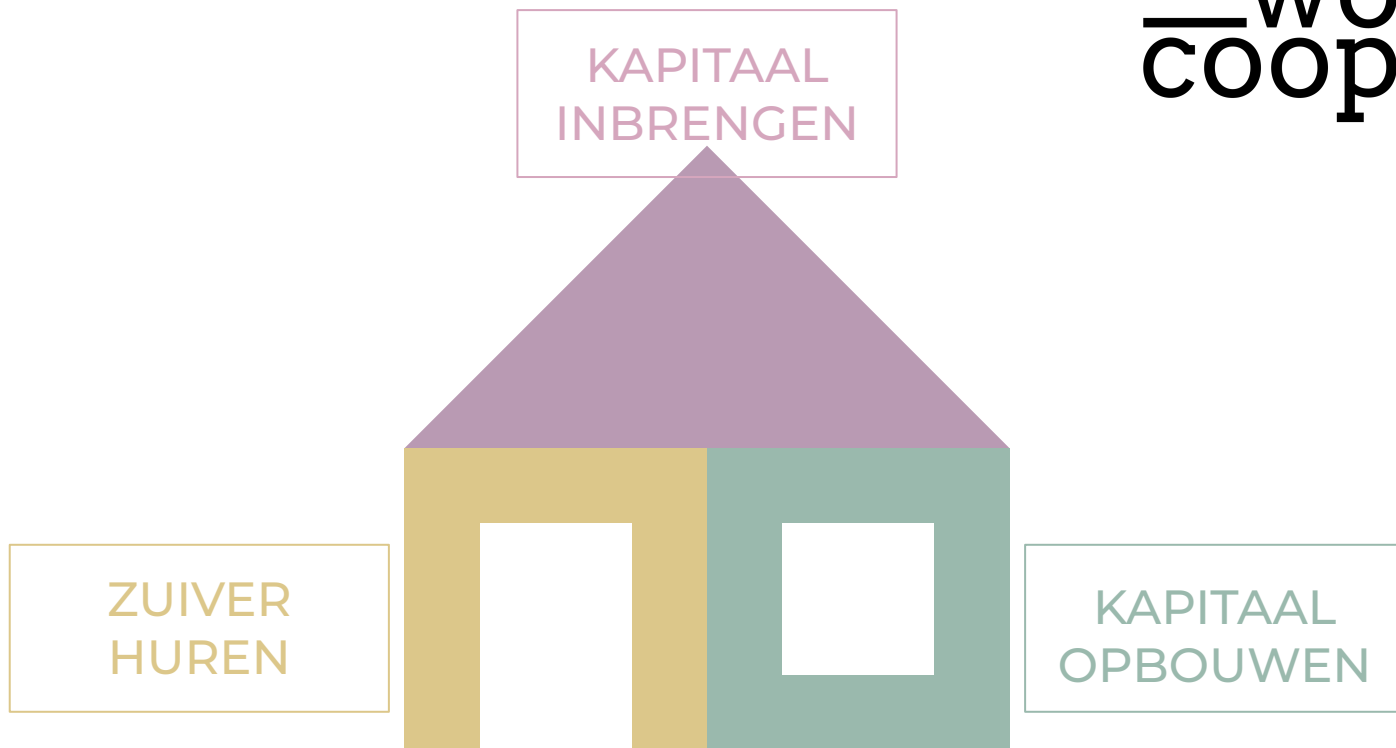 coop
KAPITAAL
INBRENGEN
ZUIVER
HUREN
KAPITAAL
OPBOUWEN